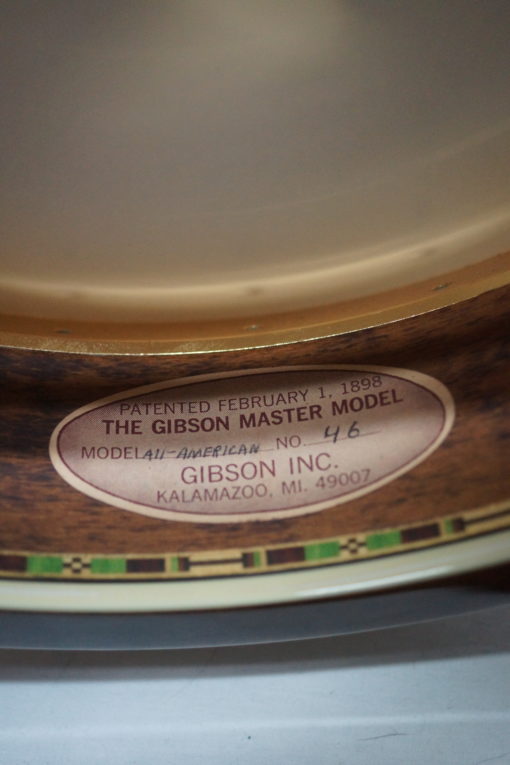 PATENTED FEBRUARY 1, 1898
THE GIBSON MASTER MODEL
MODEL All-AMERICAN NO. 46
GIBSON INC.
KALAMAZOO, MI. 49007